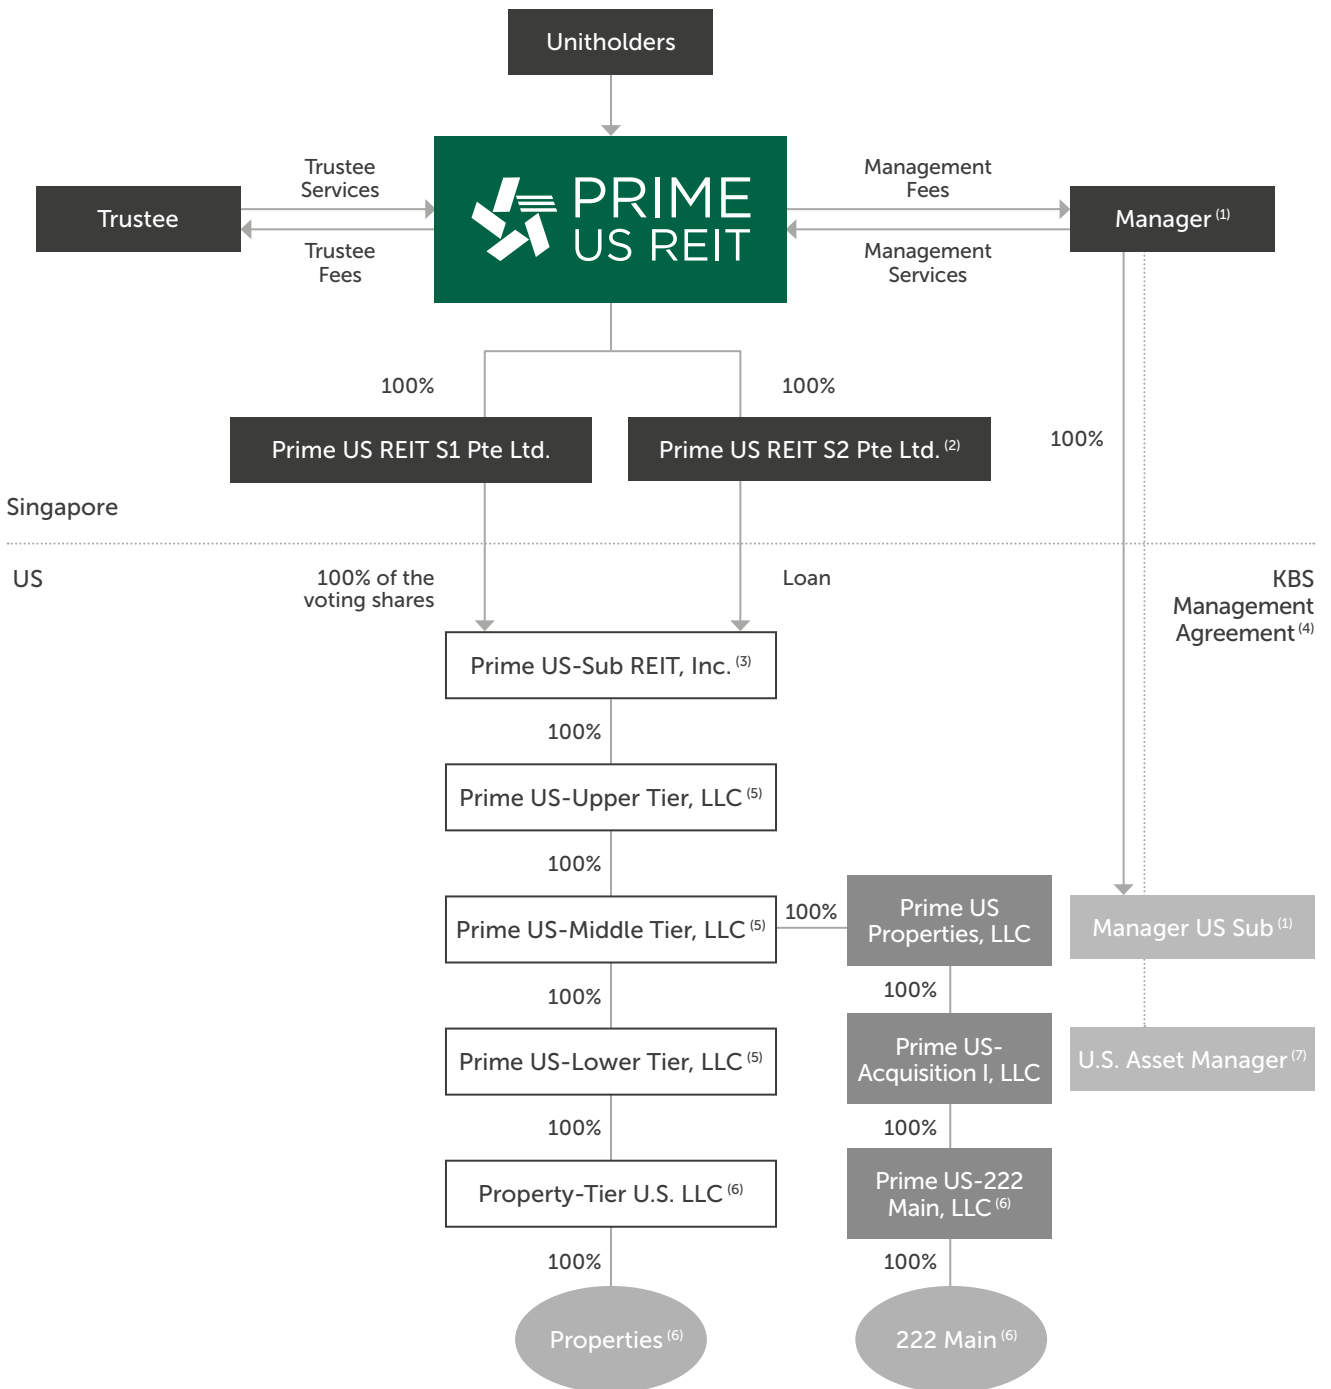 Unitholders
Trustee
Services
Management
Fees
Trustee
PRIME
US REIT
Manager (1)
Trustee
Fees
Management
Services
100%
100%
Prime US REIT S1 Pte Ltd.
Prime US REIT S2 Pte Ltd. (2)
100%
Singapore
US
100% of the
voting shares
Loan
KBS
Management
Agreement (4)
Prime US-Sub REIT, Inc. (3)
100%
Prime US-Upper Tier, LLC (5)
100%
Prime US-Middle Tier, LLC (5)
100%
Prime US
Properties, LLC
Manager US Sub (1)
100%
100%
Prime US-Lower Tier, LLC (5)
Prime US-
Acquisition I, LLC
U.S. Asset Manager (7)
100%
100%
Property-Tier U.S. LLC (6)
Prime US-222
Main, LLC (6)
100%
100%
Properties (6)
222 Main (6)